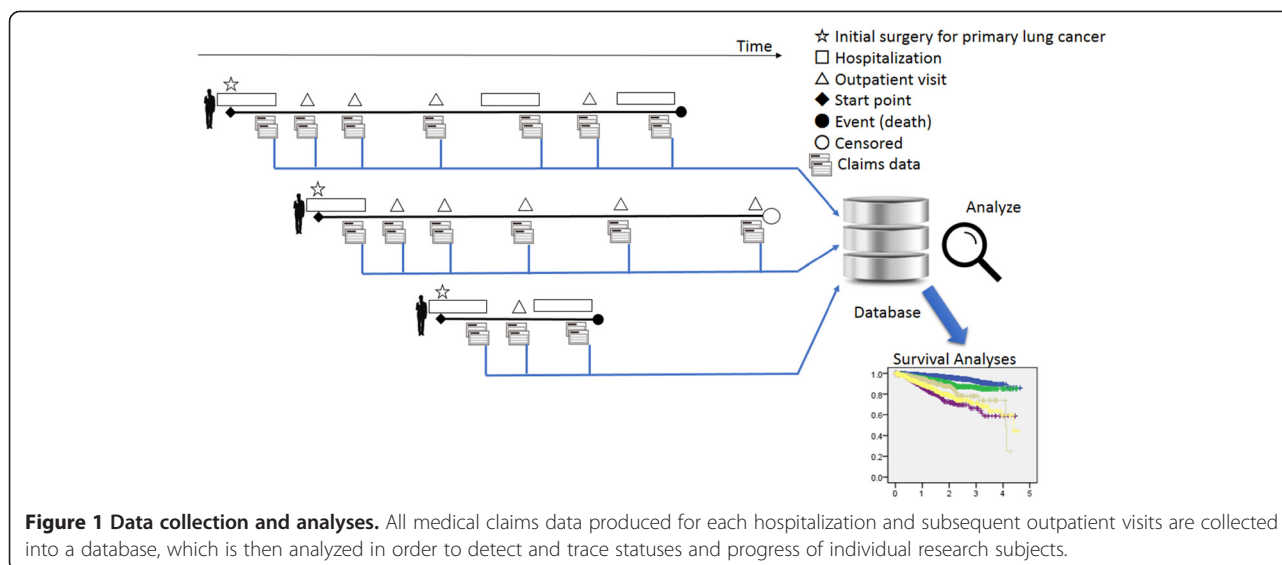 Time
Initial surgery for primary lung cancer
Hospitalization
Outpatient visit
Start point
Event (death)
Censored
Claims data
Analyze
Database
Survival Analyses
1.0
0.8
0.6
0.4
0.2
0.0
0 1 2 3 4 5
Figure 1 Data collection and analyses. All medical claims data produced for each hospitalization and subsequent outpatient visits are collected
into a database, which is then analyzed in order to detect and trace statuses and progress of individual research subjects.